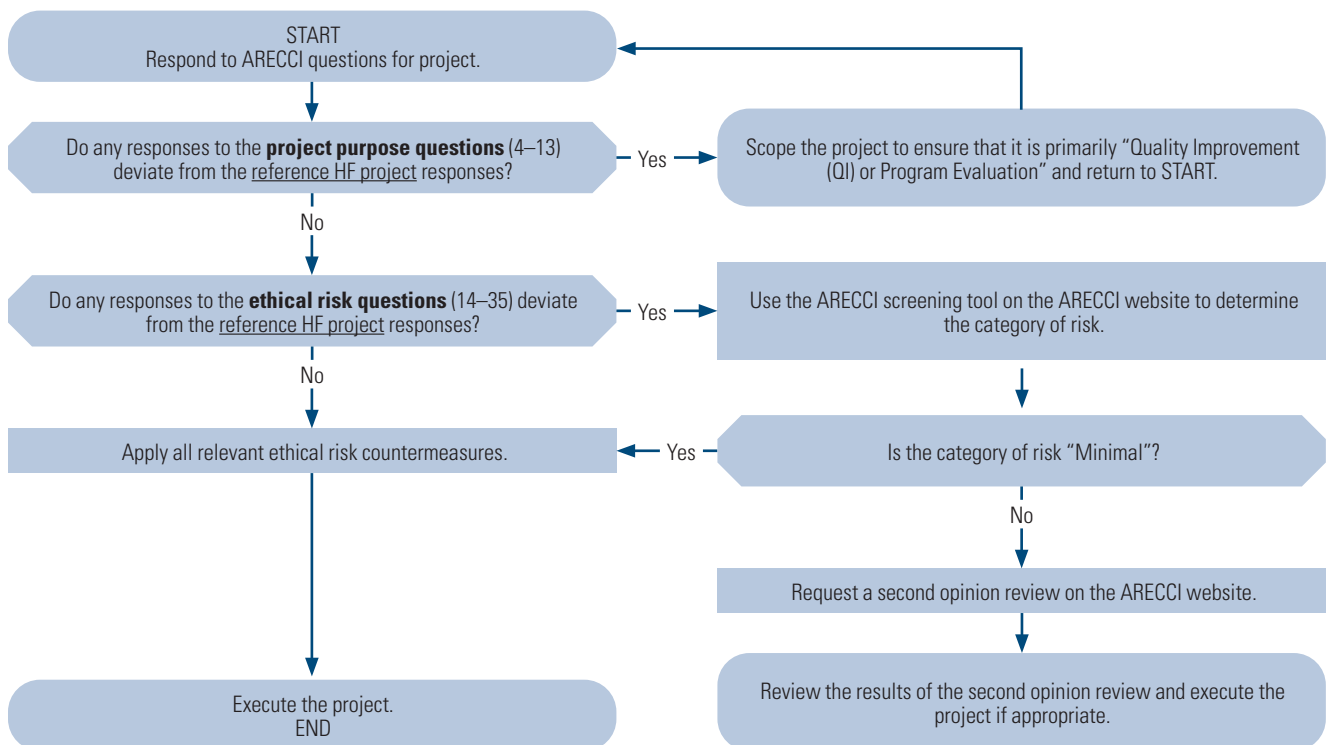 START
Respond to ARECCI questions for project.
Do any responses to the project purpose questions (4–13)
deviate from the reference HF project responses?
Yes
Scope the project to ensure that it is primarily “Quality Improvement
(QI) or Program Evaluation” and return to START.
No
Do any responses to the ethical risk questions (14–35) deviate
from the reference HF project responses?
Yes
Use the ARECCI screening tool on the ARECCI website to determine
the category of risk.
No
Apply all relevant ethical risk countermeasures.
Yes
Is the category of risk “Minimal”?
No
Request a second opinion review on the ARECCI website.
Execute the project.
END
Review the results of the second opinion review and execute the
project if appropriate.